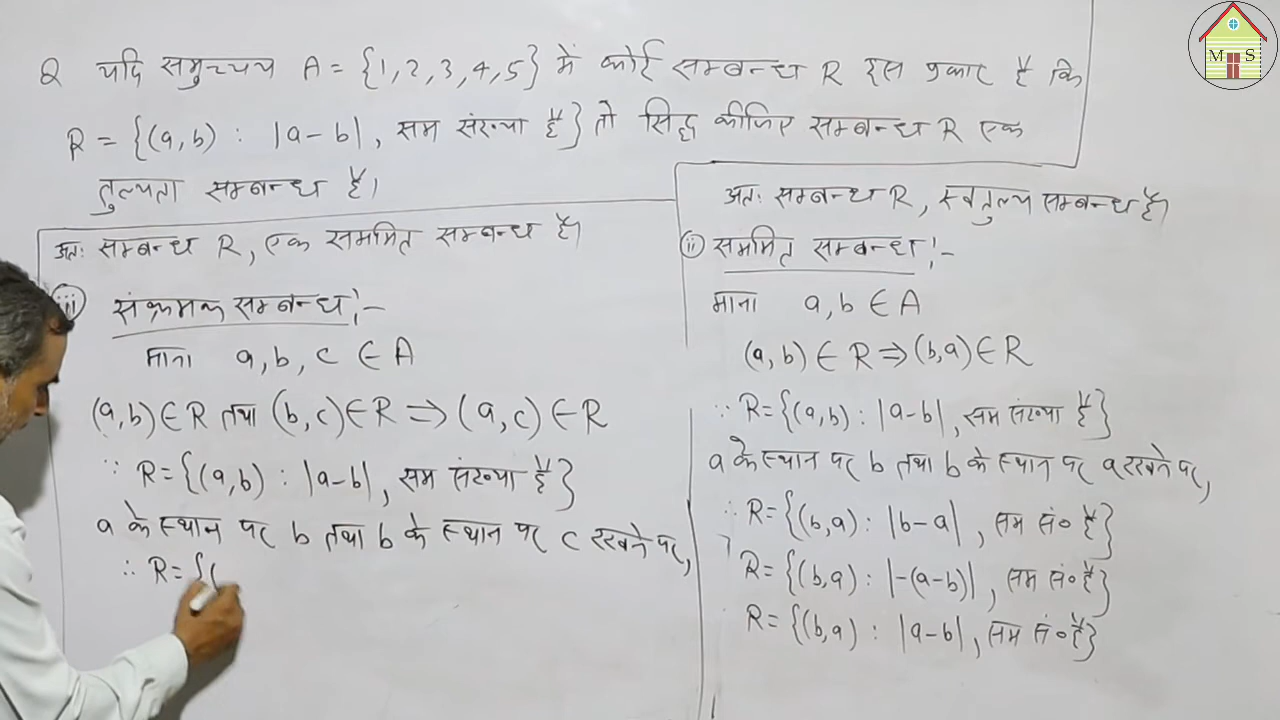 Q यदि समुच्चय A = {1, 2, 3, 4, 5} में कोई सम्बन्ध R इस प्रकार है कि
R = {(a, b) : |a - b|, सम संख्या है} तो सिद्ध कीजिए सम्बन्ध R एक
तुल्यता सम्बन्ध है।
अतः सम्बन्ध R, एक सममित सम्बन्ध है।
iii संक्रमक सम्बन्ध :-
माना a, b, c ∈ A
(a, b) ∈ R तथा (b, c) ∈ R ⇒ (a, c) ∈ R
∵ R = {(a, b) : |a - b|, सम संख्या है}
a के स्थान पर b तथा b के स्थान पर c रखने पर,
∴ R = {(
अतः सम्बन्ध R, स्वतुल्य सम्बन्ध है।
ii सममित सम्बन्ध :-
माना a, b ∈ A
(a, b) ∈ R ⇒ (b, a) ∈ R
∵ R = {(a, b) : |a - b|, सम संख्या है}
a के स्थान पर b तथा b के स्थान पर a रखने पर,
∴ R = {(b, a) : |b - a|, सम सं० है}
R = {(b, a) : |-(a - b)|, सम सं० है}
R = {(b, a) : |a - b|, सम सं० है}
M S